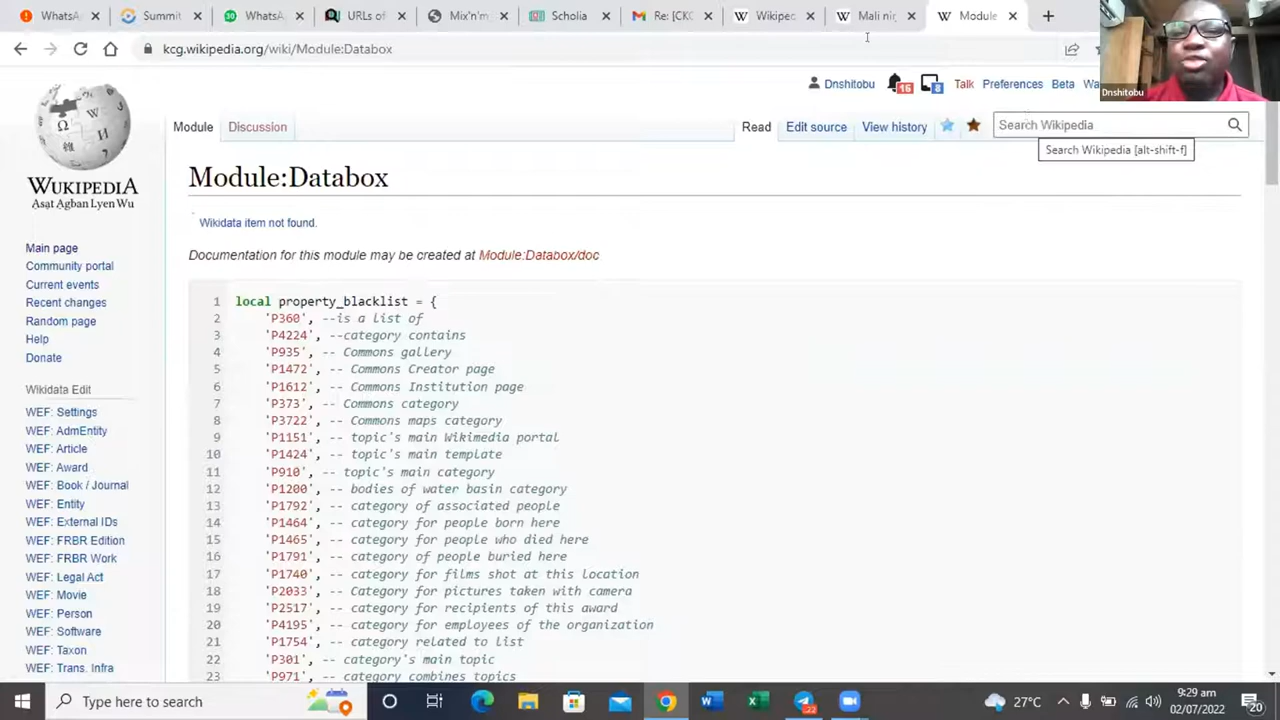 WhatsA
Summit
WhatsA
URLs of
Mix'n'm
Scholia
Re: [CKC
Wikipec
Mali nig
Module
kcg.wikipedia.org/wiki/Module:Databox
Dnshitobu
Dnshitobu
16
8
Talk
Preferences
Beta
Wa
Module
Discussion
Read
Edit source
View history
Search Wikipedia
Search Wikipedia [alt-shift-f]
WUKIPEDIA
Asat Agban Lyen Wu
Main page
Community portal
Current events
Recent changes
Random page
Help
Donate
Wikidata Edit
WEF: Settings
WEF: AdmEntity
WEF: Article
WEF: Award
WEF: Book / Journal
WEF: Entity
WEF: External IDs
WEF: FRBR Edition
WEF: FRBR Work
WEF: Legal Act
WEF: Movie
WEF: Person
WEF: Software
WEF: Taxon
WEF: Trans. Infra
Module:Databox
Wikidata item not found.
Documentation for this module may be created at Module:Databox/doc
1 local property_blacklist = {
2 'P360', --is a list of
3 'P4224', --category contains
4 'P935', -- Commons gallery
5 'P1472', -- Commons Creator page
6 'P1612', -- Commons Institution page
7 'P373', -- Commons category
8 'P3722', -- Commons maps category
9 'P1151', -- topic's main Wikimedia portal
10 'P1424', -- topic's main template
11 'P910', -- topic's main category
12 'P1200', -- bodies of water basin category
13 'P1792', -- category of associated people
14 'P1464', -- category for people born here
15 'P1465', -- category for people who died here
16 'P1791', -- category of people buried here
17 'P1740', -- category for films shot at this location
18 'P2033', -- Category for pictures taken with camera
19 'P2517', -- category for recipients of this award
20 'P4195', -- category for employees of the organization
21 'P1754', -- category related to list
22 'P301', -- category's main topic
23 'P971', -- category combines topics
Type here to search
27°C
9:29 am
02/07/2022
20